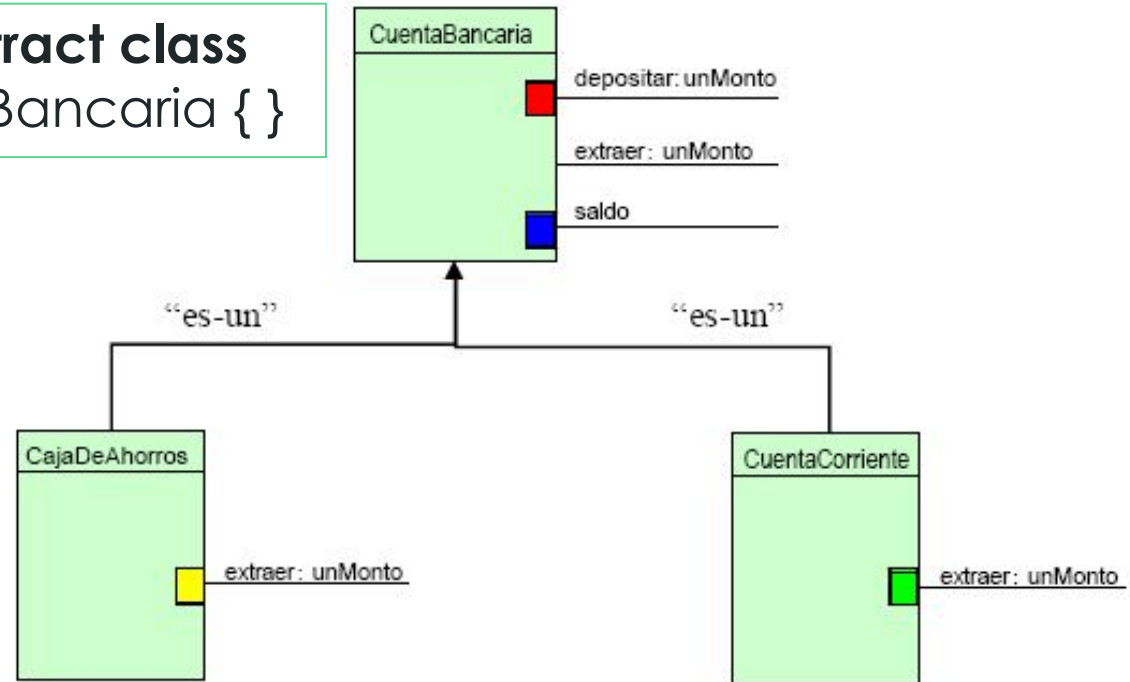 ract class
Bancaria { }
CuentaBancaria
depositar: unMonto
extraer: unMonto
saldo
“es-un”
“es-un”
CajaDeAhorros
extraer: unMonto
CuentaCorriente
extraer: unMonto